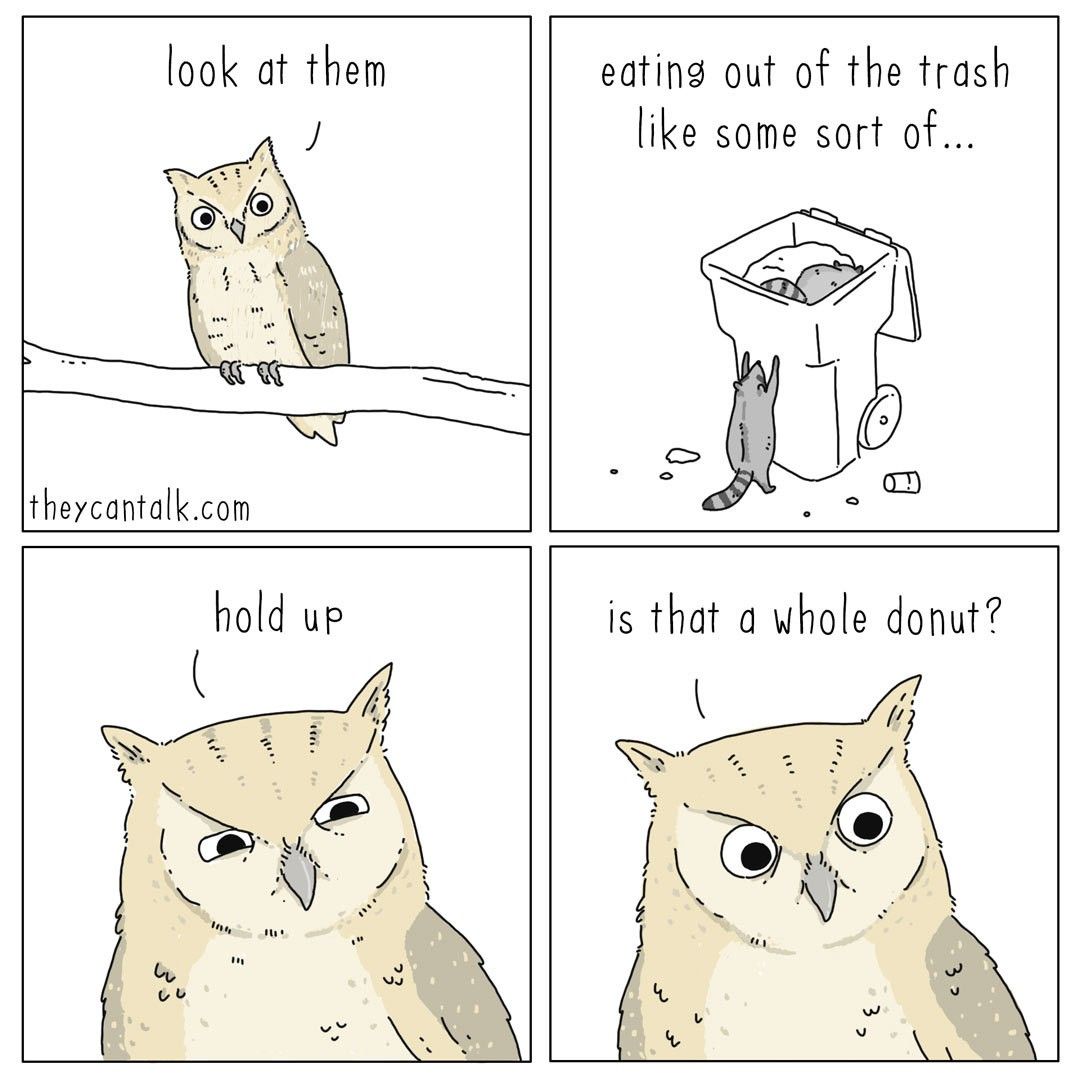 look at them
theycantalk.com
eating out of the trash
like some sort of...
hold up
is that a whole donut?